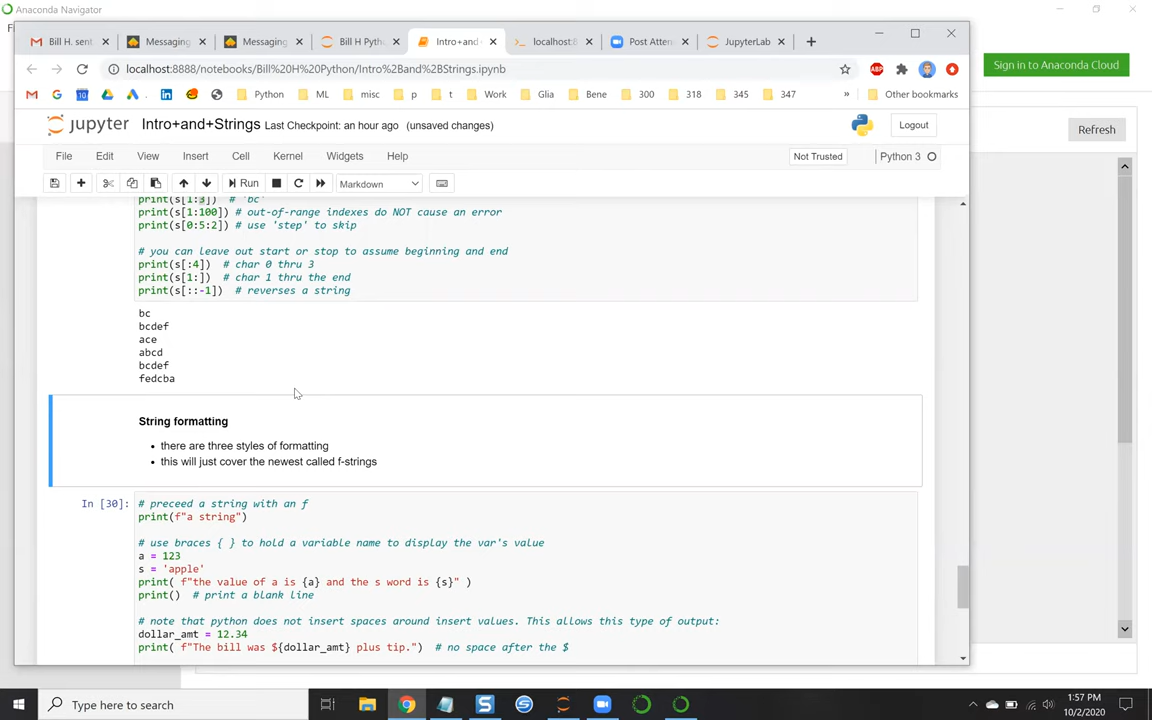 Anaconda Navigator
Bill H. sent
Messaging
Messaging
Bill H Pyth
Intro+and
localhost:8
Post Atten
JupyterLab
localhost:8888/notebooks/Bill%20H%20Python/Intro%2Band%2BStrings.ipynb
Sign in to Anaconda Cloud
Python
ML
misc
p
t
Work
Glia
Bene
300
318
345
347
»
Other bookmarks
jupyter
Intro+and+Strings Last Checkpoint: an hour ago (unsaved changes)
Logout
Refresh
File
Edit
View
Insert
Cell
Kernel
Widgets
Help
Not Trusted
Python 3
Run
Markdown
print(s[1:3]) # 'bc'
print(s[1:100]) # out-of-range indexes do NOT cause an error
print(s[0:5:2]) # use 'step' to skip
# you can leave out start or stop to assume beginning and end
print(s[:4]) # char 0 thru 3
print(s[1:]) # char 1 thru the end
print(s[::-1]) # reverses a string
bc
bcdef
ace
abcd
bcdef
fedcba
String formatting
• there are three styles of formatting
• this will just cover the newest called f-strings
In [30]:
# preceed a string with an f
print(f"a string")
# use braces { } to hold a variable name to display the var's value
a = 123
s = 'apple'
print( f"the value of a is {a} and the s word is {s}" )
print() # print a blank line
# note that python does not insert spaces around insert values. This allows this type of output:
dollar_amt = 12.34
print( f"The bill was ${dollar_amt} plus tip.") # no space after the $
Type here to search
1:57 PM
10/2/2020